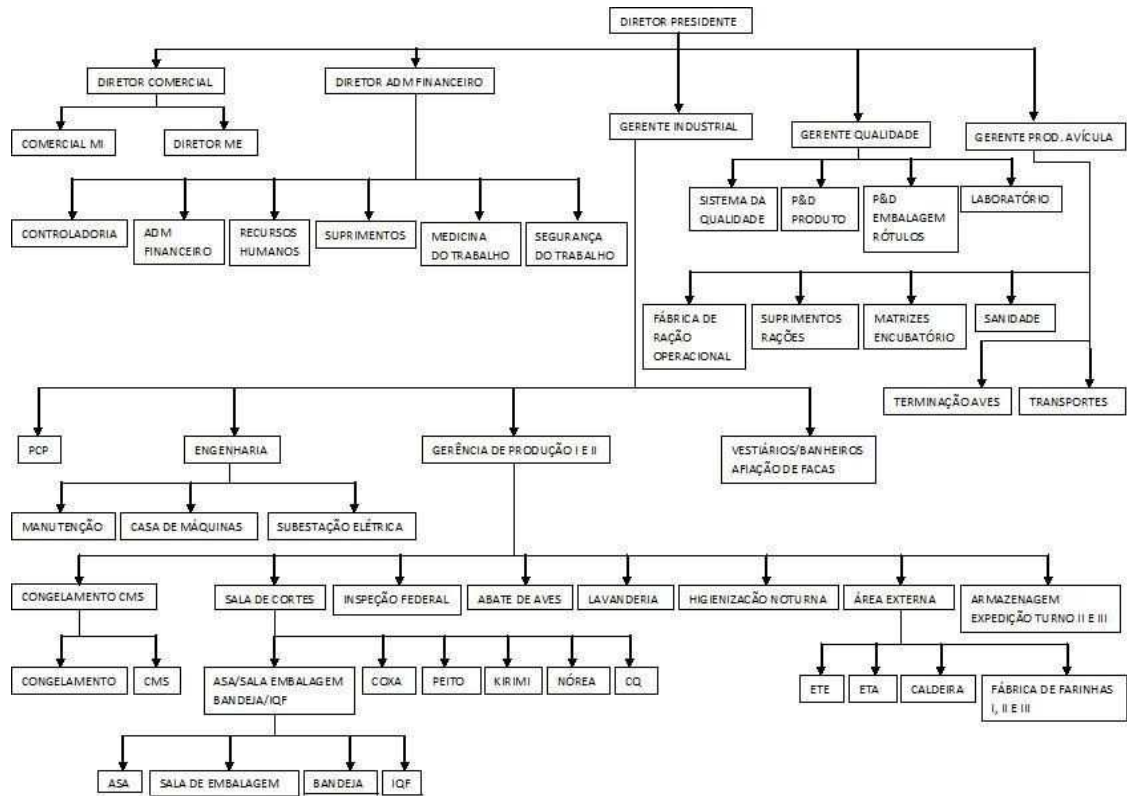 DIRETOR PRESIDENTE
DIRETOR COMERCIAL
DIRETOR ADM FINANCEIRO
GERENTE INDUSTRIAL
GERENTE QUALIDADE
GERENTE PROD. AVÍCULA
COMERCIAL MI
DIRETOR ME
SISTEMA DA
QUALIDADE
P&D
PRODUTO
P&D
EMBALAGEM
RÓTULOS
LABORATÓRIO
CONTROLADORIA
ADM
FINANCEIRO
RECURSOS
HUMANOS
SUPRIMENTOS
MEDICINA
DO TRABALHO
SEGURANÇA
DO TRABALHO
FÁBRICA DE
RAÇÃO
OPERACIONAL
SUPRIMENTOS
RAÇÕES
MATRIZES
ENCUBATÓRIO
SANIDADE
TERMINAÇÃO AVES
TRANSPORTES
PCP
ENGENHARIA
GERÊNCIA DE PRODUÇÃO I E II
VESTIÁRIOS/BANHEIROS
AFIAÇÃO DE FACAS
MANUTENÇÃO
CASA DE MÁQUINAS
SUBESTAÇÃO ELÉTRICA
CONGELAMENTO CMS
SALA DE CORTES
INSPEÇÃO FEDERAL
ABATE DE AVES
LAVANDERIA
HIGIENIZACÃO NOTURNA
ÁREA EXTERNA
ARMAZENAGEM
EXPEDIÇÃO TURNO II E III
CONGELAMENTO
CMS
ASA/SALA EMBALAGEM
BANDEJA/IQF
COXA
PEITO
KIRIMI
NÓREA
CQ
ETE
ETA
CALDEIRA
FÁBRICA DE FARINHAS
I, II E III
ASA
SALA DE EMBALAGEM
BANDEJA
IQF